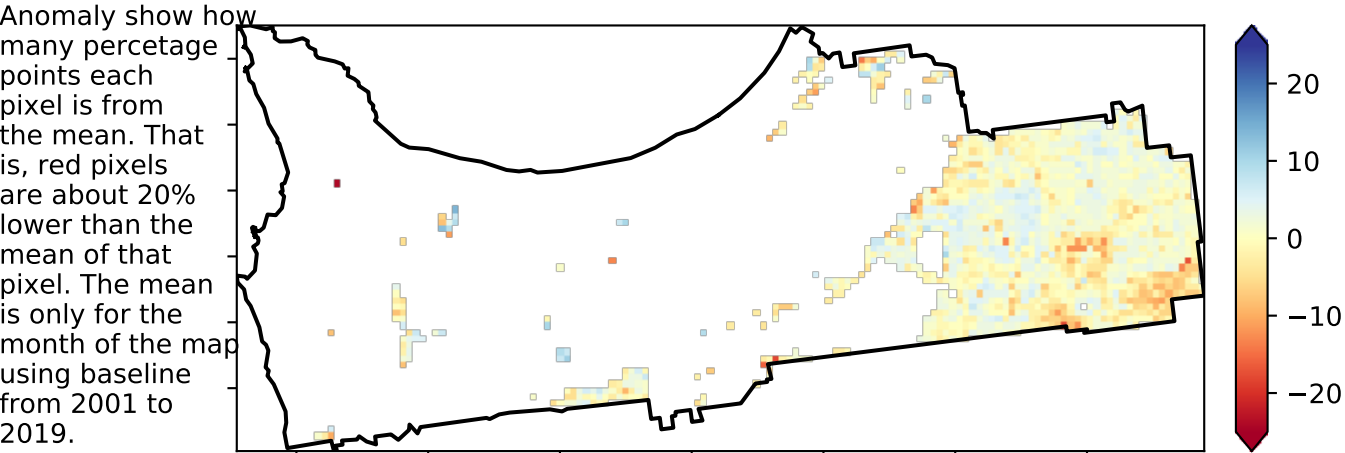 Anomaly show how
many percetage
points each
pixel is from
the mean. That
is, red pixels
are about 20%
lower than the
mean of that
pixel. The mean
is only for the
month of the map
using baseline
from 2001 to
2019.
20
10
0
−10
−20